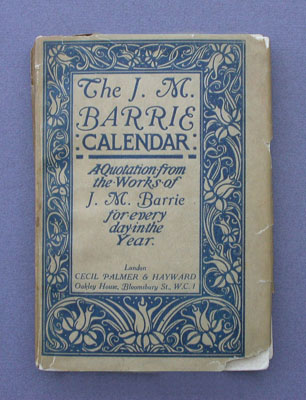 The J. M.
BARRIE
CALENDAR
A Quotation from
the Works of
J. M. Barrie
for every
day in the
Year.
London
CECIL PALMER & HAYWARD
Oakley House, Bloomsbury St., W.C. 1